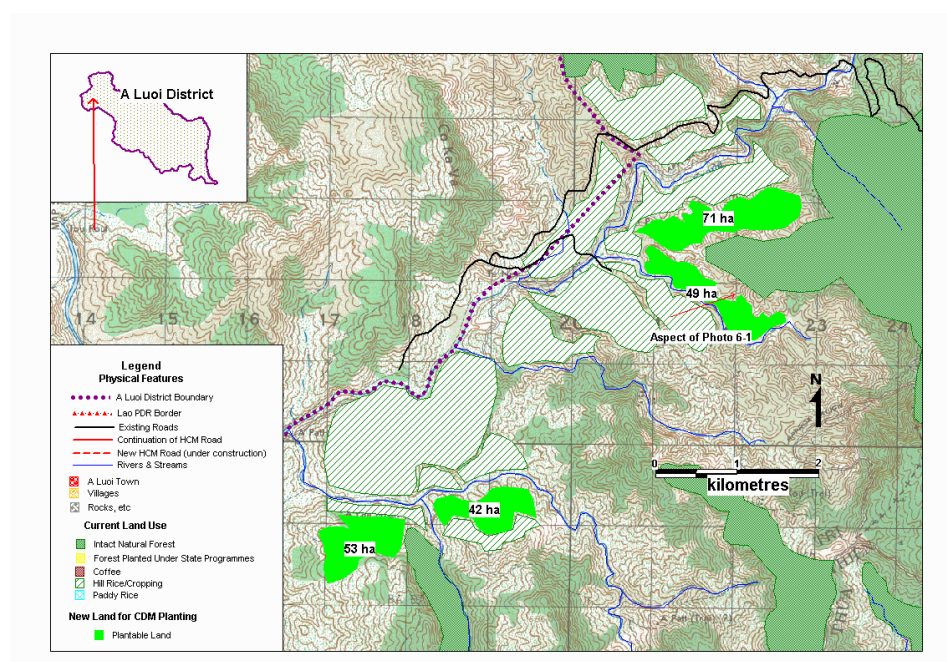 A Luoi District
71 ha
49 ha
14
15
16
17
18
20
23
24
Aspect of Photo 6-1
N
0 1 2
kilometres
42 ha
53 ha
Legend
Physical Features
A Luoi District Boundary
Lao PDR Border
Existing Roads
Continuation of HCM Road
New HCM Road (under construction)
Rivers & Streams
A Luoi Town
Villages
Rocks, etc
Current Land Use
Intact Natural Forest
Forest Planted Under State Programmes
Coffee
Hill Rice/Cropping
Paddy Rice
New Land for CDM Planting
Plantable Land